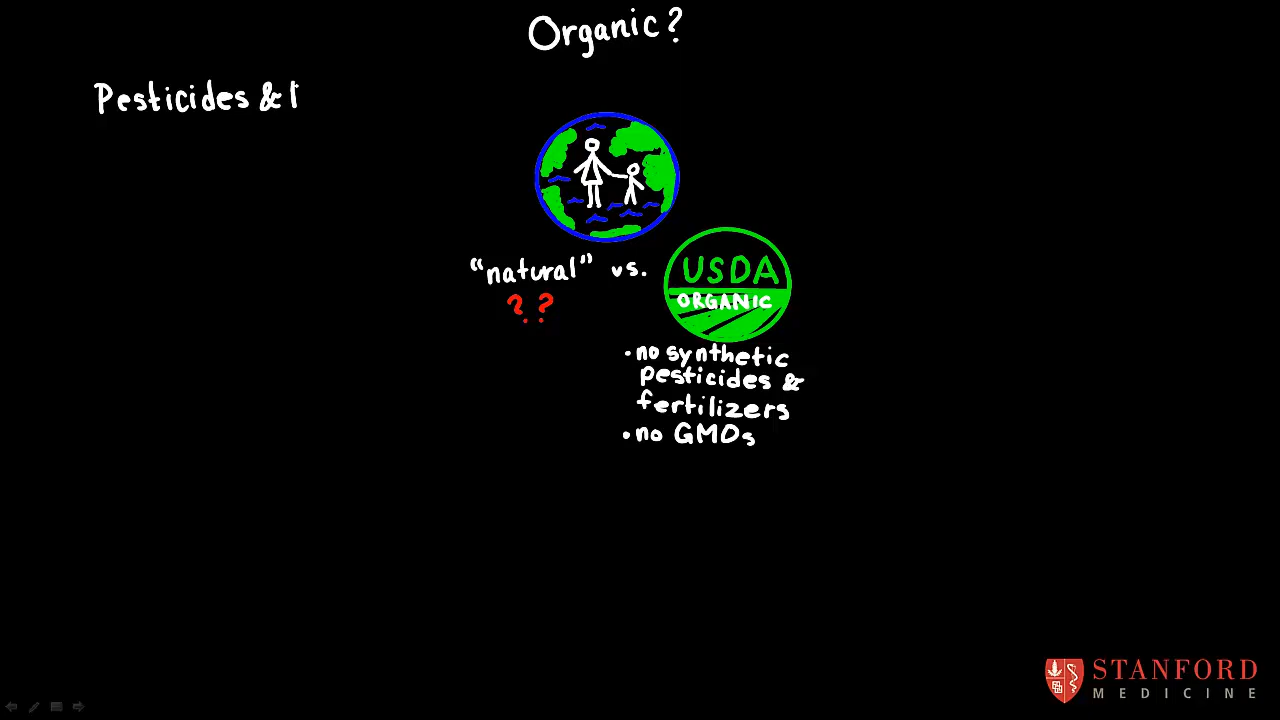 Organic?
Pesticides &
"natural" vs.
??
USDA
ORGANIC
• no synthetic
pesticides &
fertilizers
• no GMOs
STANFORD
MEDICINE